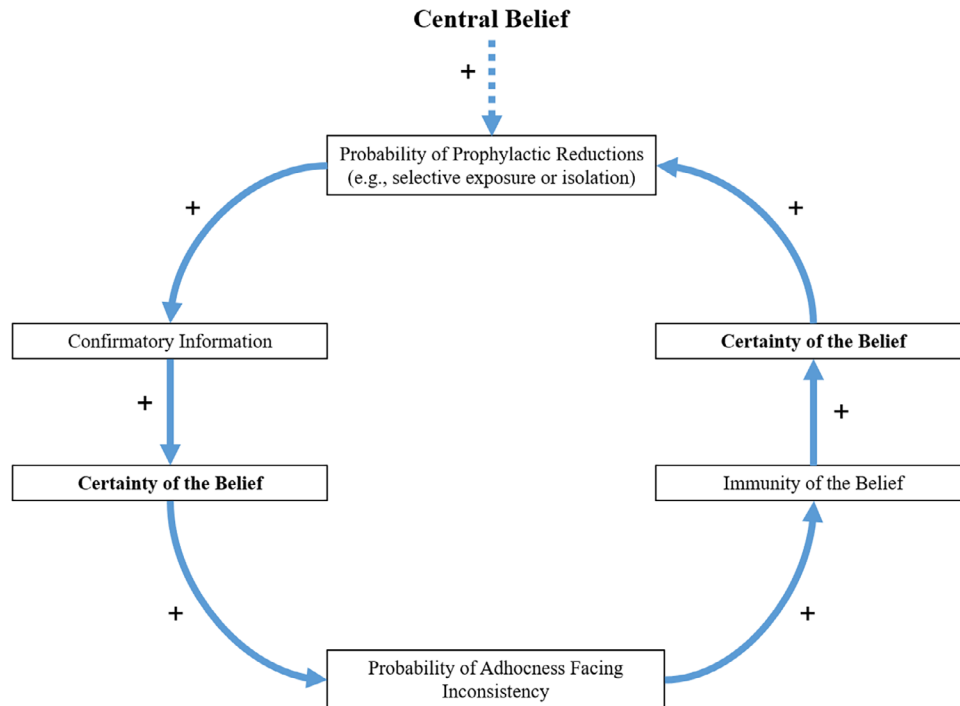 Central Belief
+
Probability of Prophylactic Reductions
(e.g., selective exposure or isolation)
+
+
Confirmatory Information
Certainty of the Belief
+
+
Certainty of the Belief
Immunity of the Belief
+
+
Probability of Adhocness Facing
Inconsistency